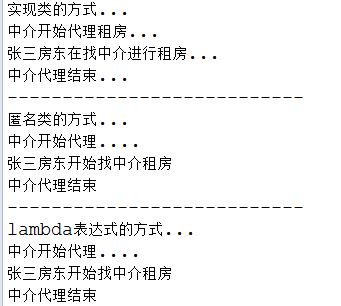 实现类的方式...
中介开始代理租房...
张三房东在找中介进行租房...
中介代理结束...
---------------------------
匿名类的方式...
中介开始代理....
张三房东开始找中介租房
中介代理结束
---------------------------
lambda表达式的方式...
中介开始代理....
张三房东开始找中介租房
中介代理结束